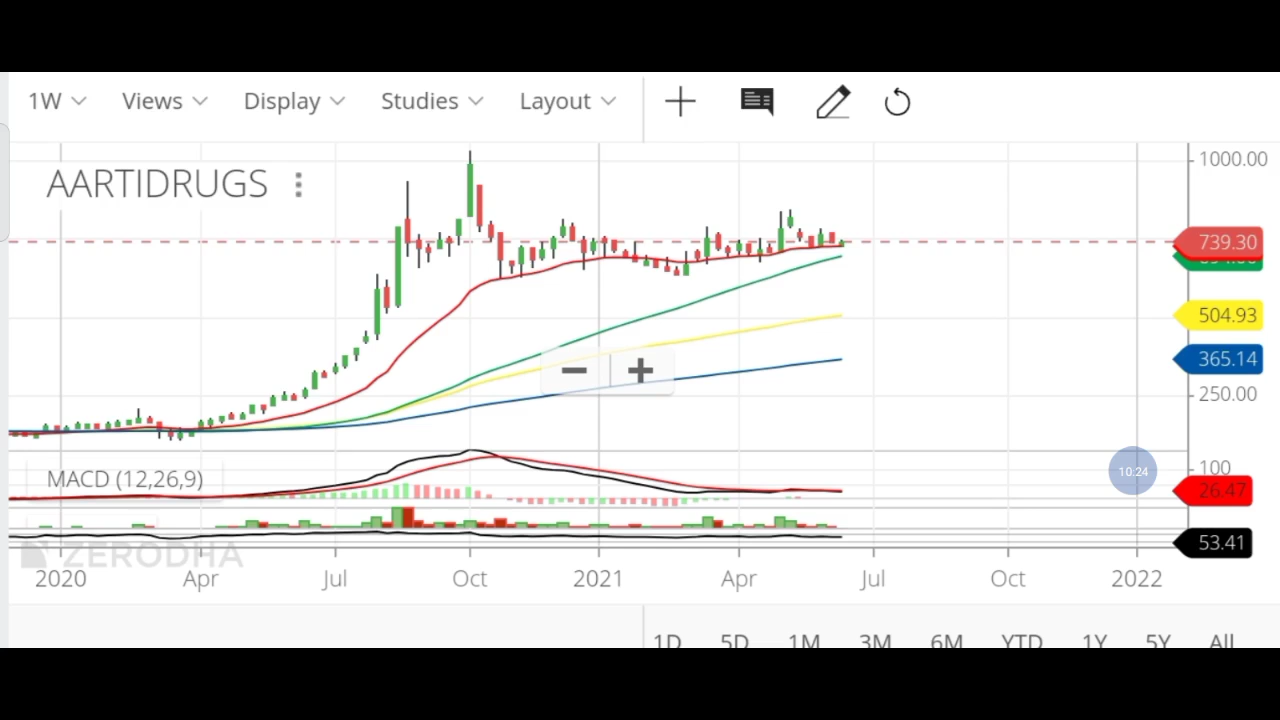 1W Views Display Studies Layout
AARTIDRUGS
1000.00
739.30
504.93
365.14
250.00
MACD (12,26,9)
100
10:24
26.47
53.41
ZERODHA
2020 Apr Jul Oct 2021 Apr Jul Oct 2022
1D 5D 1M 3M 6M YTD 1Y 5Y All